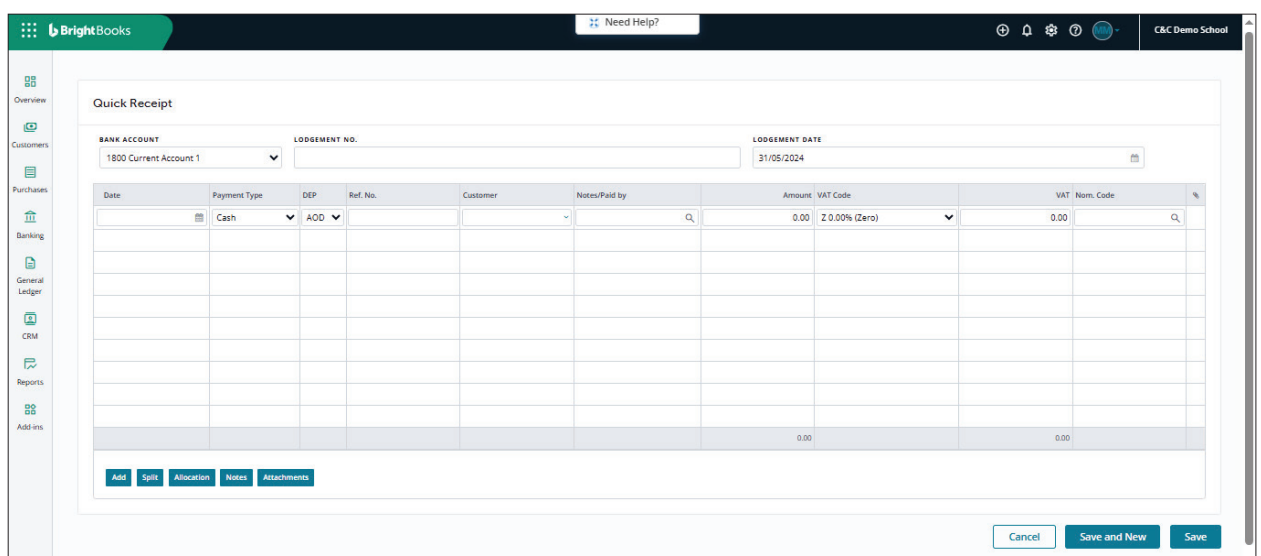 BrightBooks
Need Help?
MM
C&C Demo School
Overview
Customers
Purchases
Banking
General
Ledger
CRM
Reports
Add-ins
Quick Receipt
BANK ACCOUNT LODGEMENT NO. LODGEMENT DATE
1800 Current Account 1 31/05/2024
Date Payment Type DEP Ref. No. Customer Notes/Paid by Amount VAT Code VAT Nom. Code
Cash AOD 0.00 Z 0.00% (Zero) 0.00
0.00 0.00
Add Split Allocation Notes Attachments
Cancel Save and New Save